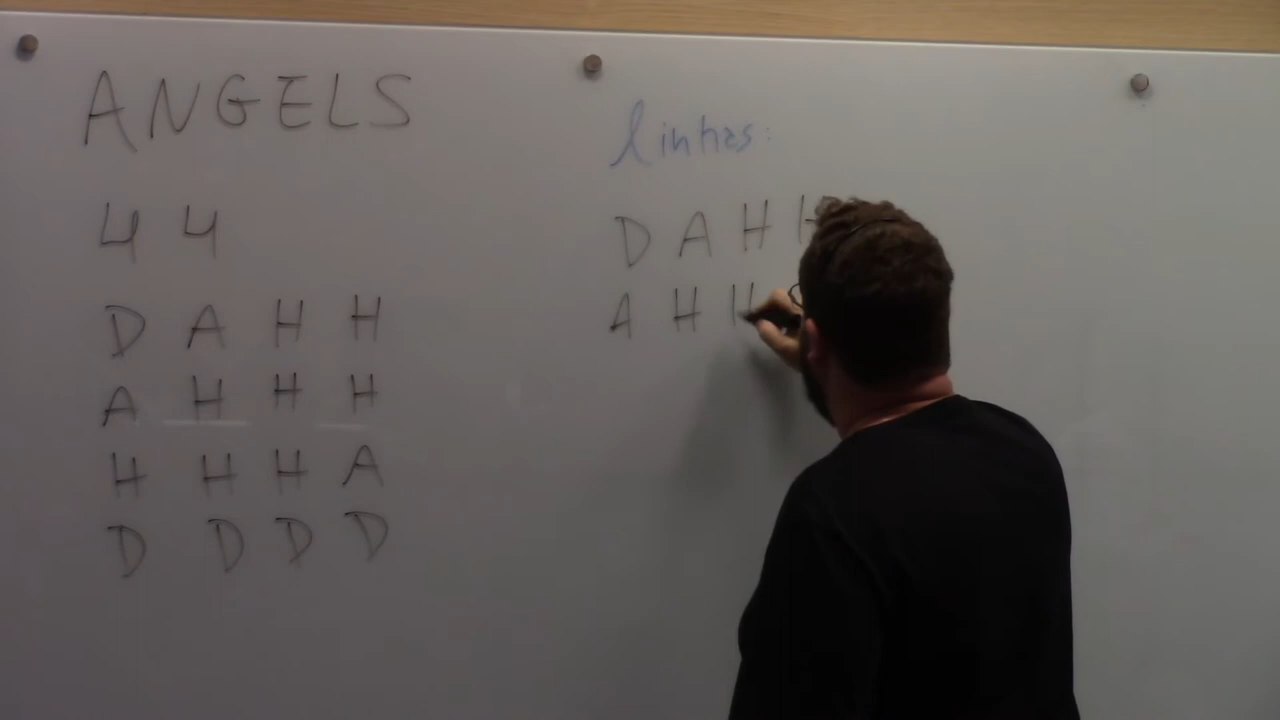 ANGELS
4 4
D A H H
A H H H
H H H A
D D D D
linhas:
D A H H
A H H